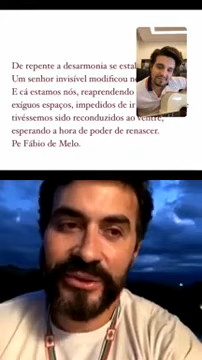 De repente a desarmonia se esta
Um senhor invisível modificou n
E cá estamos nós, reaprendendo
exíguos espaços, impedidos de ir
tivéssemos sido reconduzidos ao ventre,
esperando a hora de poder de renascer.
Pe Fábio de Melo.